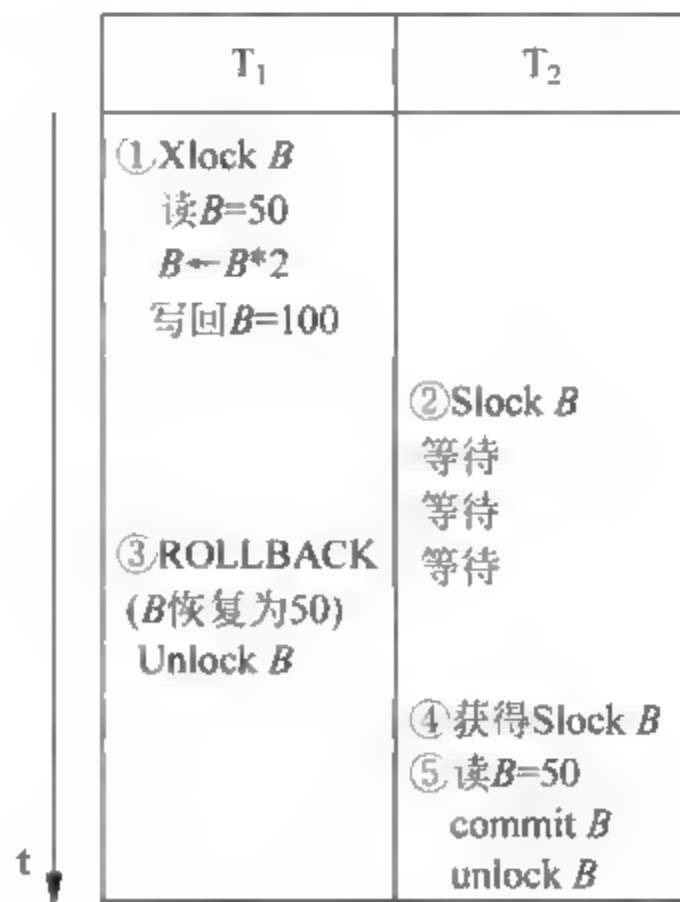 T₁ T₂
①Xlock B
读B=50
B←B*2
写回B=100
②Slock B
等待
等待
等待
③ROLLBACK
(B恢复为50)
Unlock B
④获得Slock B
⑤读B=50
commit B
unlock B
t